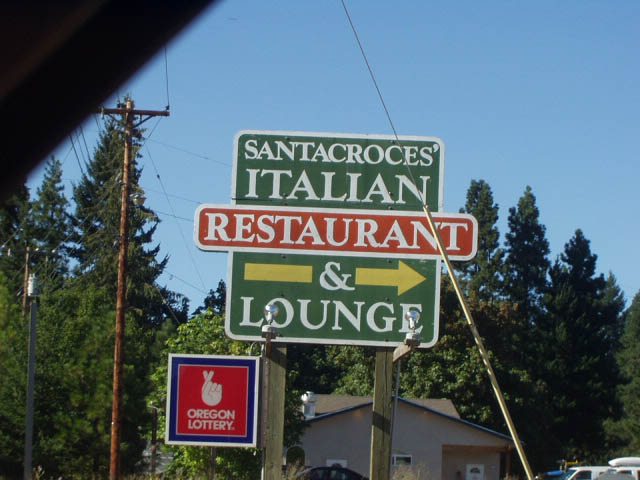 SANTACROCES'
ITALIAN
RESTAURANT
&
LOUNGE
OREGON
LOTTERY.